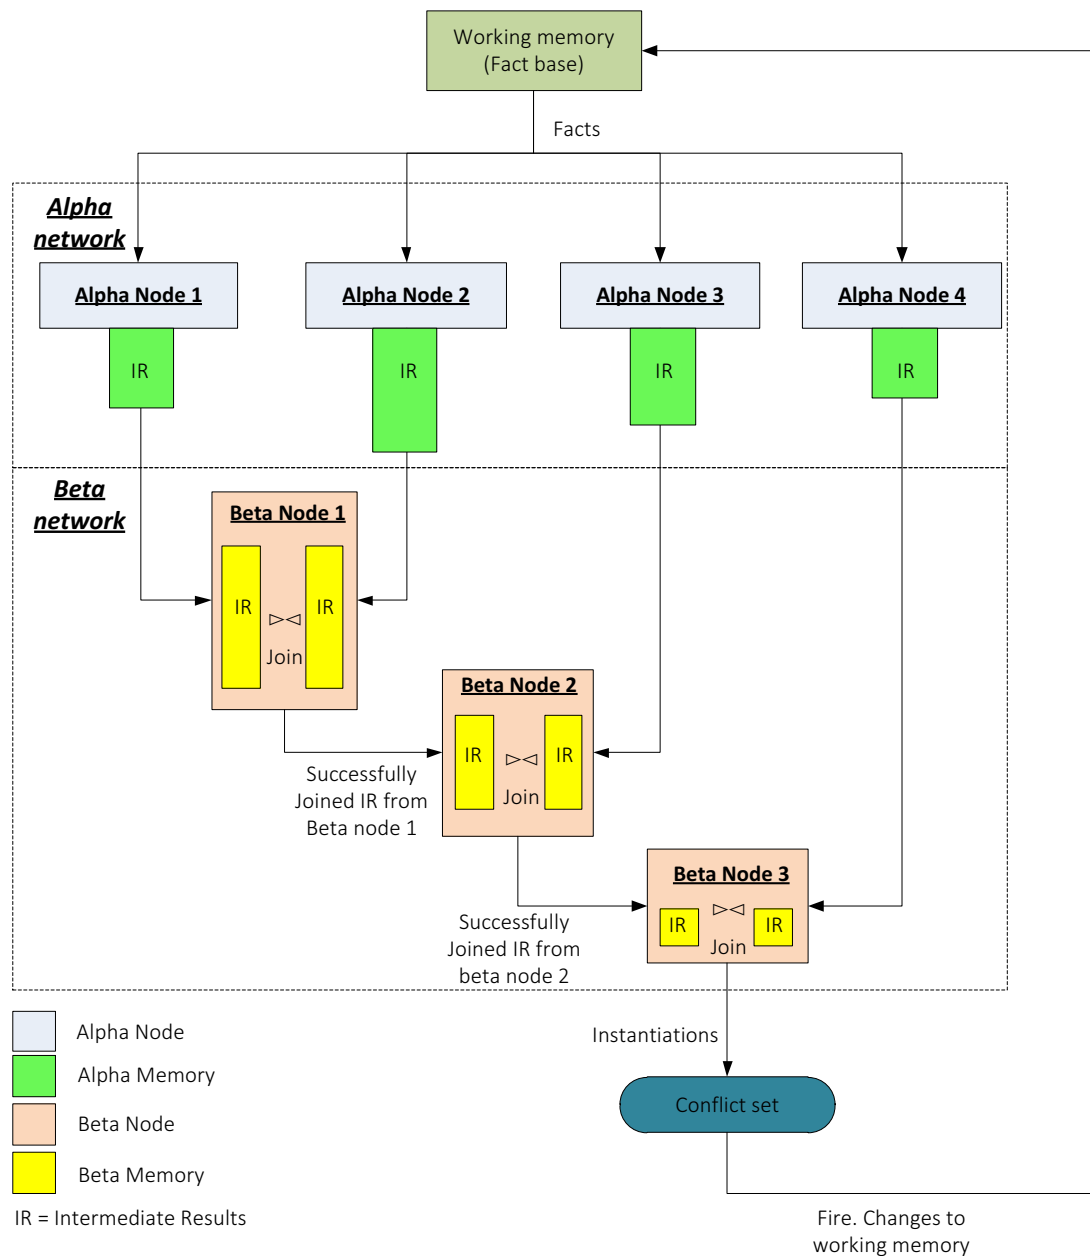 Working memory
(Fact base)
Facts
Alpha
network
Alpha Node 1
Alpha Node 2
Alpha Node 3
Alpha Node 4
IR
IR
IR
IR
Beta
network
Beta Node 1
IR
IR
Join
Beta Node 2
IR
IR
Join
Successfully
Joined IR from
Beta node 1
Beta Node 3
IR
IR
Join
Successfully
Joined IR from
beta node 2
Instantiations
Conflict set
Alpha Node
Alpha Memory
Beta Node
Beta Memory
IR = Intermediate Results
Fire. Changes to
working memory